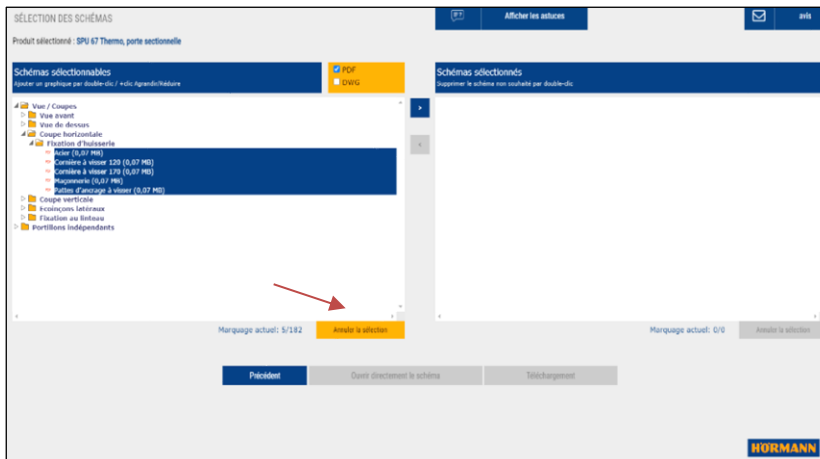 SÉLECTION DES SCHÉMAS
Afficher les astuces
avis
Produit sélectionné : SPU 67 Thermo, porte sectionnelle
Schémas sélectionnables
Ajouter un graphique par double-clic / +clic Agrandir/Réduire
PDF
DWG
Schémas sélectionnés
Supprimer le schéma non souhaité par double-clic
Vue / Coupes
Vue avant
Vue de dessus
Coupe horizontale
Fixation d'huisserie
Acier (0,07 MB)
Cornière à visser 120 (0,07 MB)
Cornière à visser 170 (0,07 MB)
Maçonnerie (0,07 MB)
Pattes d'ancrage à visser (0,07 MB)
Coupe verticale
Ecoinçons latéraux
Fixation au linteau
Portillons indépendants
Marquage actuel: 5/182
Annuler la sélection
Marquage actuel: 0/0
Annuler la sélection
Précédent
Ouvrir directement le schéma
Téléchargement
HÖRMANN